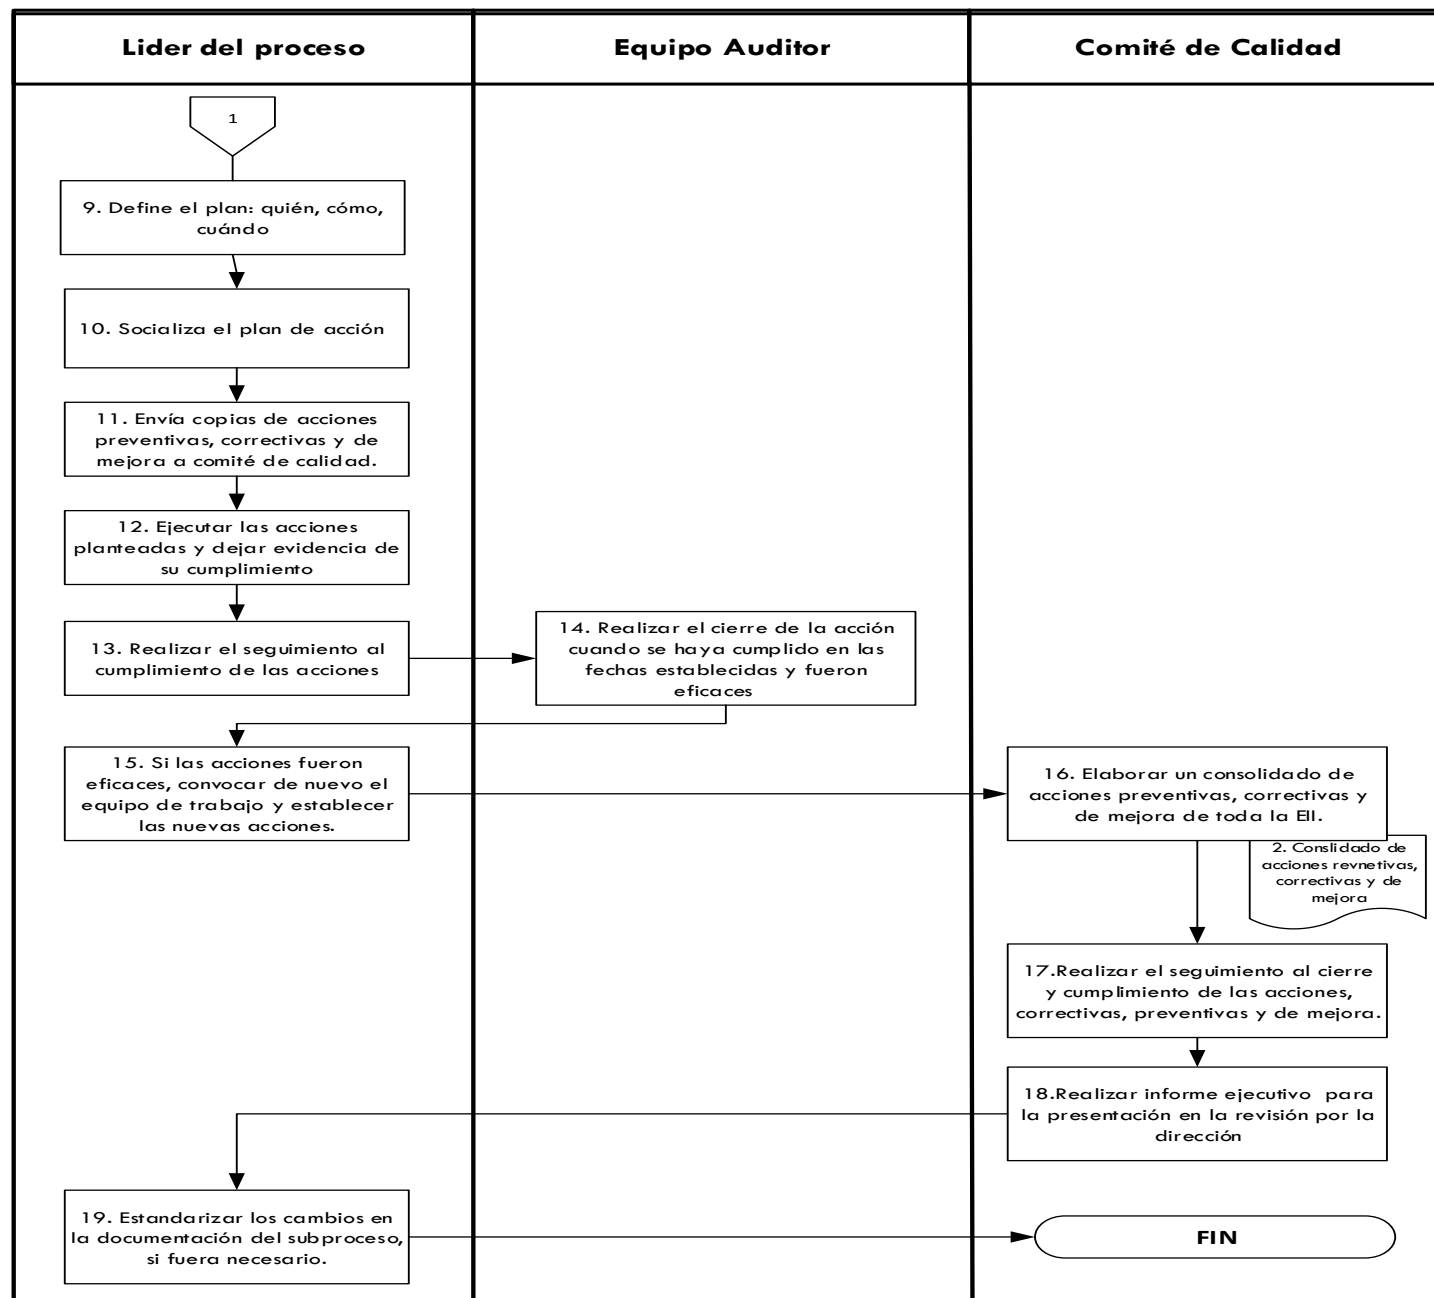 Lider del proceso
Equipo Auditor
Comité de Calidad
1
9. Define el plan: quién, cómo,
cuándo
10. Socializa el plan de acción
11. Envía copias de acciones
preventivas, correctivas y de
mejora a comité de calidad.
12. Ejecutar las acciones
planteadas y dejar evidencia de
su cumplimiento
13. Realizar el seguimiento al
cumplimiento de las acciones
14. Realizar el cierre de la acción
cuando se haya cumplido en las
fechas establecidas y fueron
eficaces
15. Si las acciones fueron
eficaces, convocar de nuevo el
equipo de trabajo y establecer
las nuevas acciones.
16. Elaborar un consolidado de
acciones preventivas, correctivas y
de mejora de toda la EII.
2. Conslidado de
acciones revnetivas,
correctivas y de
mejora
17.Realizar el seguimiento al cierre
y cumplimiento de las acciones,
correctivas, preventivas y de mejora.
18.Realizar informe ejecutivo para
la presentación en la revisión por la
dirección
19. Estandarizar los cambios en
la documentación del subproceso,
si fuera necesario.
FIN